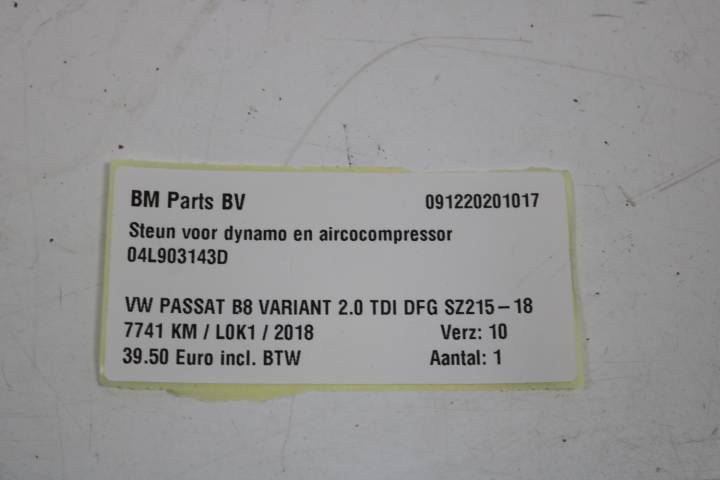 BM Parts BV 091220201017
Steun voor dynamo en aircocompressor
04L903143D
VW PASSAT B8 VARIANT 2.0 TDI DFG SZ215-18
7741 KM / L0K1 / 2018 Verz: 10
39.50 Euro incl. BTW Aantal: 1